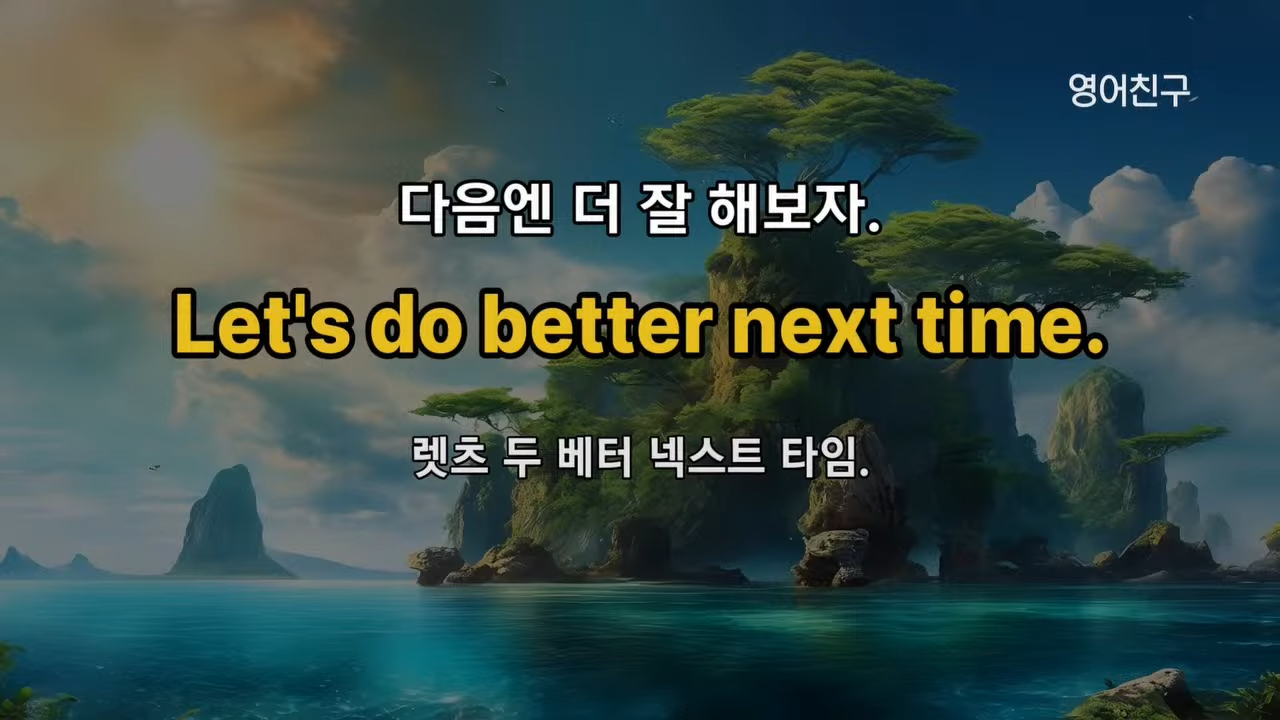 영어친구
다음엔 더 잘 해보자.
Let's do better next time.
렛츠 두 베터 넥스트 타임.